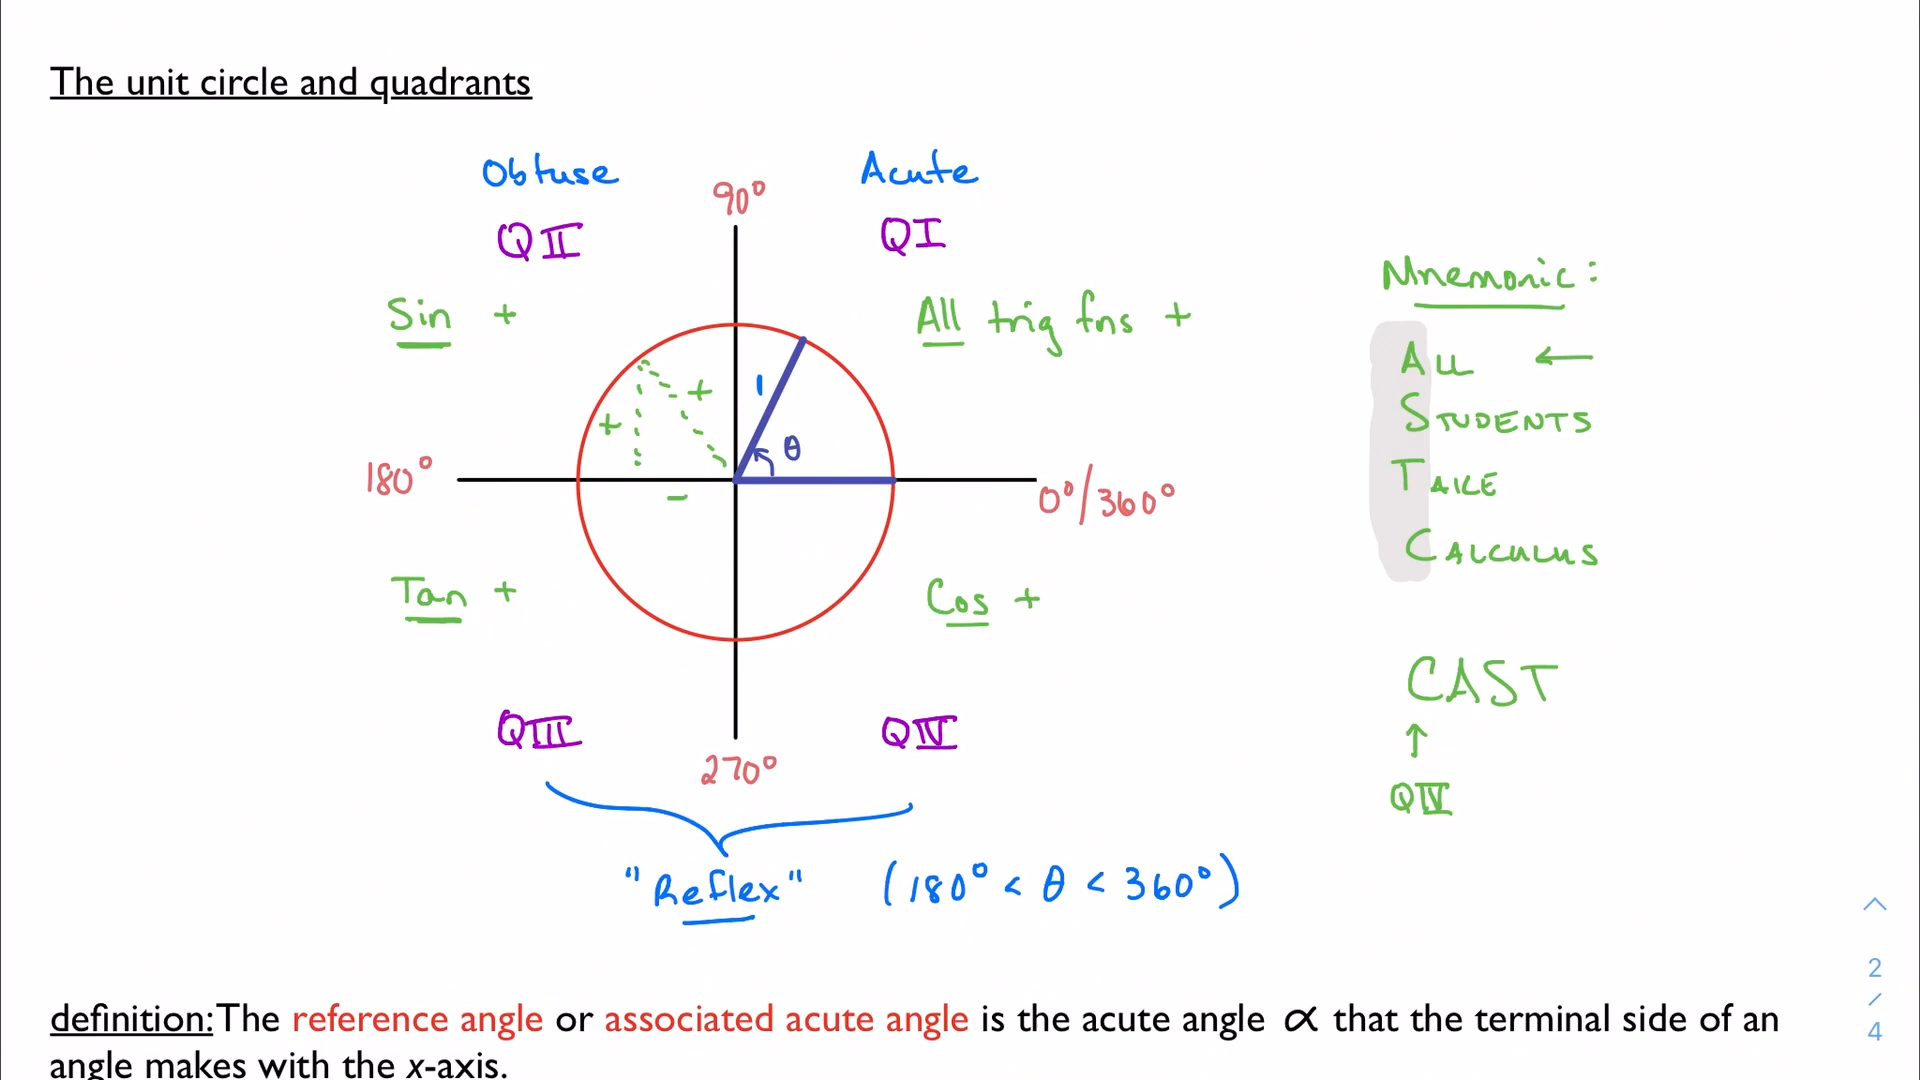 The unit circle and quadrants
Obtuse
Acute
90°
QII
QI
Mnemonic:
Sin +
All trig fns +
ALL ←
+
+
1
STUDENTS
θ
180°
-
0°/360°
TAKE
CALCULUS
Tan +
Cos +
CAST
↑
QIII
QIV
270°
QIV
"Reflex" (180° < θ < 360°)
definition: The reference angle or associated acute angle is the acute angle α that the terminal side of an
angle makes with the x-axis.
2
/
4